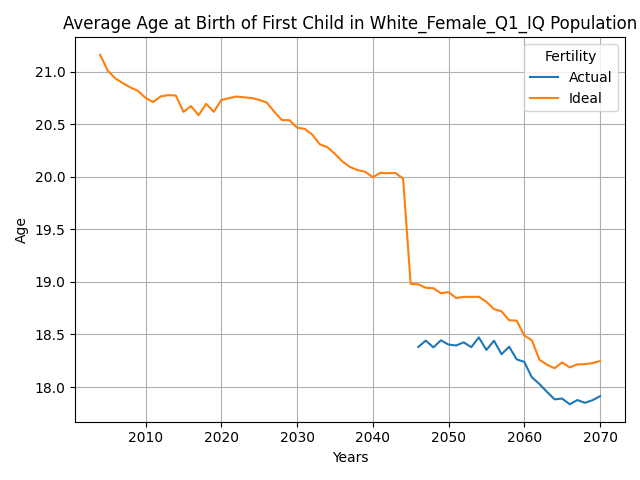 Average Age at Birth of First Child in White_Female_Q1_IQ Population
Fertility
Actual
Ideal
21.0
20.5
20.0
19.5
19.0
18.5
18.0
Age
2010 2020 2030 2040 2050 2060 2070
Years